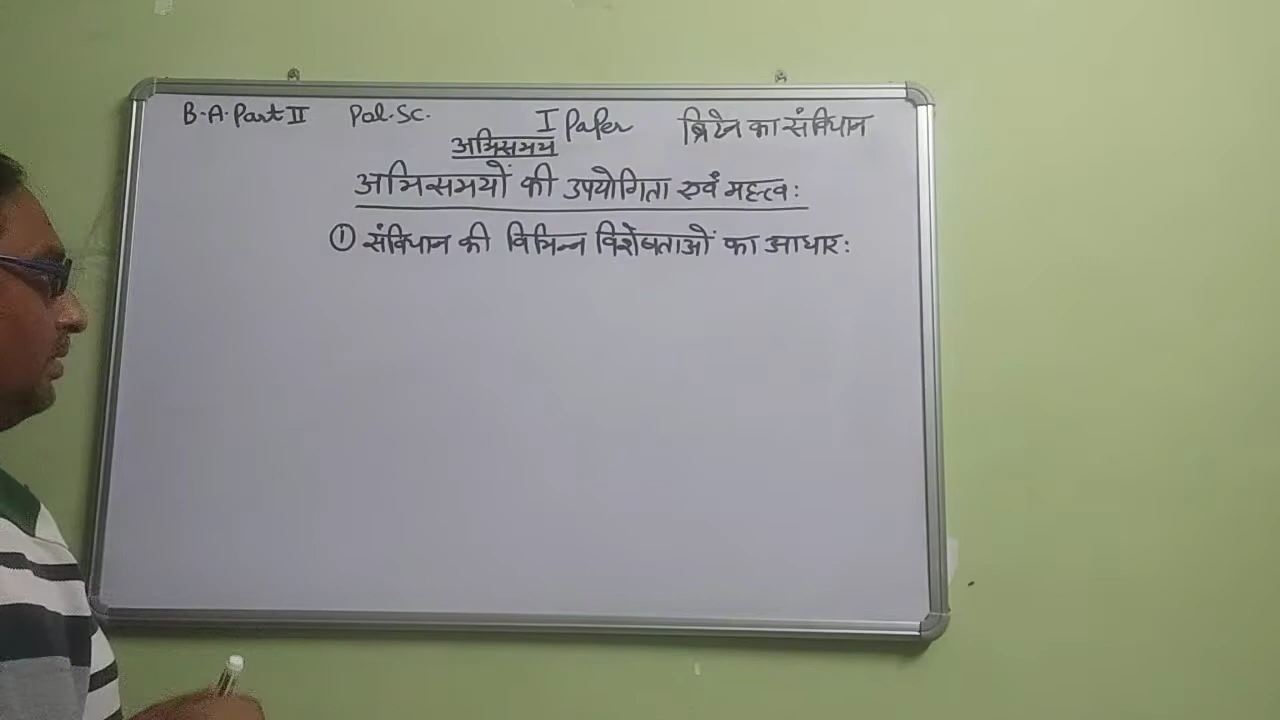 B.A. Part II Pol. Sc. I Paper ब्रिटेन का संविधान
अभिसमय
अभिसमयों की उपयोगिता एवं महत्व:
① संविधान की विभिन्न विशेषताओं का आधार: